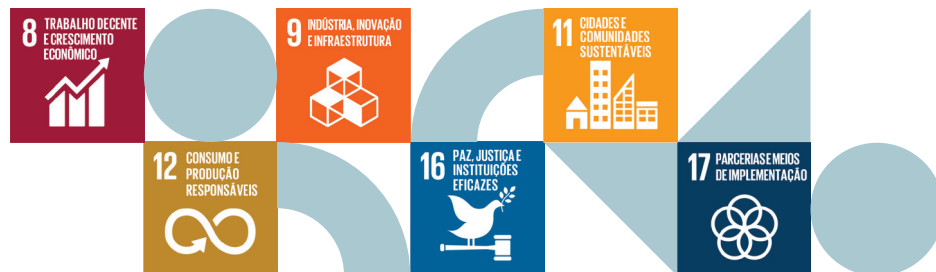 8 TRABALHO DECENTE
E CRESCIMENTO
ECONÔMICO
9 INDÚSTRIA, INOVAÇÃO
E INFRAESTRUTURA
11 CIDADES E
COMUNIDADES
SUSTENTÁVEIS
12 CONSUMO E
PRODUÇÃO
RESPONSÁVEIS
16 PAZ, JUSTIÇA E
INSTITUIÇÕES
EFICAZES
17 PARCERIAS E MEIOS
DE IMPLEMENTAÇÃO